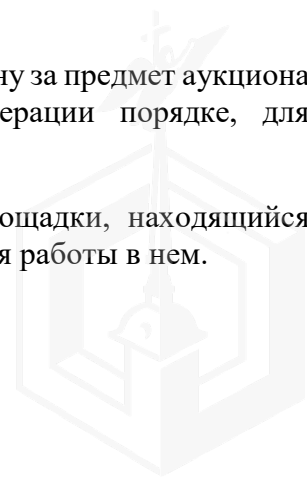 ну за предмет аукциона
ерации порядке, для
ощадки, находящийся
я работы в нем.